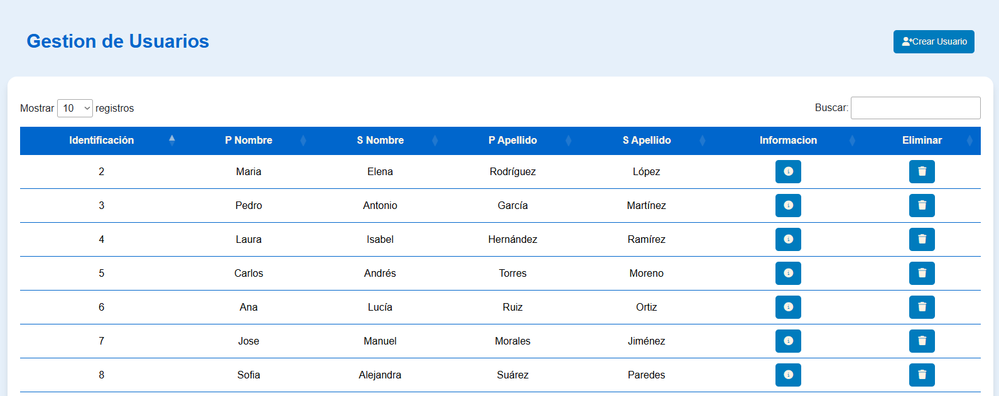 Gestion de Usuarios
Crear Usuario
Mostrar 10 registros
Buscar:
Identificación P Nombre S Nombre P Apellido S Apellido Informacion Eliminar
2 Maria Elena Rodríguez López
3 Pedro Antonio García Martínez
4 Laura Isabel Hernández Ramírez
5 Carlos Andrés Torres Moreno
6 Ana Lucía Ruiz Ortiz
7 Jose Manuel Morales Jiménez
8 Sofia Alejandra Suárez Paredes